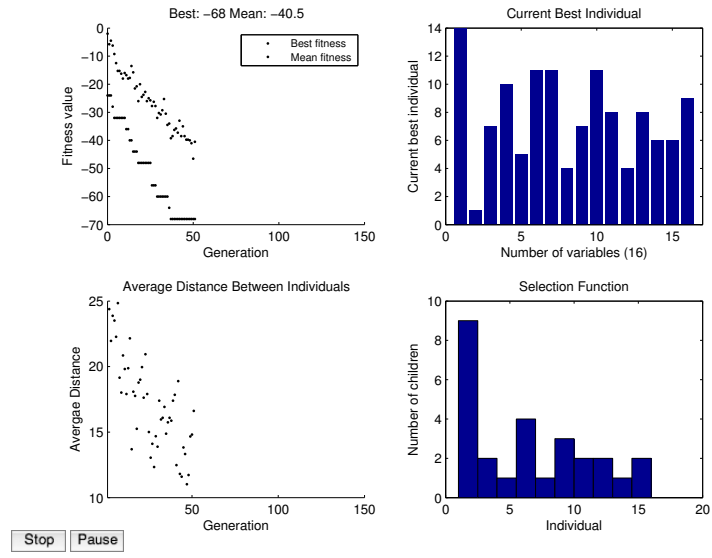 Best: −68 Mean: −40.5
Best fitness
Mean fitness
0
−10
−20
−30
−40
−50
−60
−70
Fitness value
0 50 100 150
Generation
Current Best Individual
14
12
10
8
6
4
2
0
Current best individual
0 5 10 15
Number of variables (16)
Average Distance Between Individuals
25
20
15
10
Avergae Distance
0 50 100 150
Generation
Selection Function
10
8
6
4
2
0
Number of children
0 5 10 15 20
Individual
Stop Pause